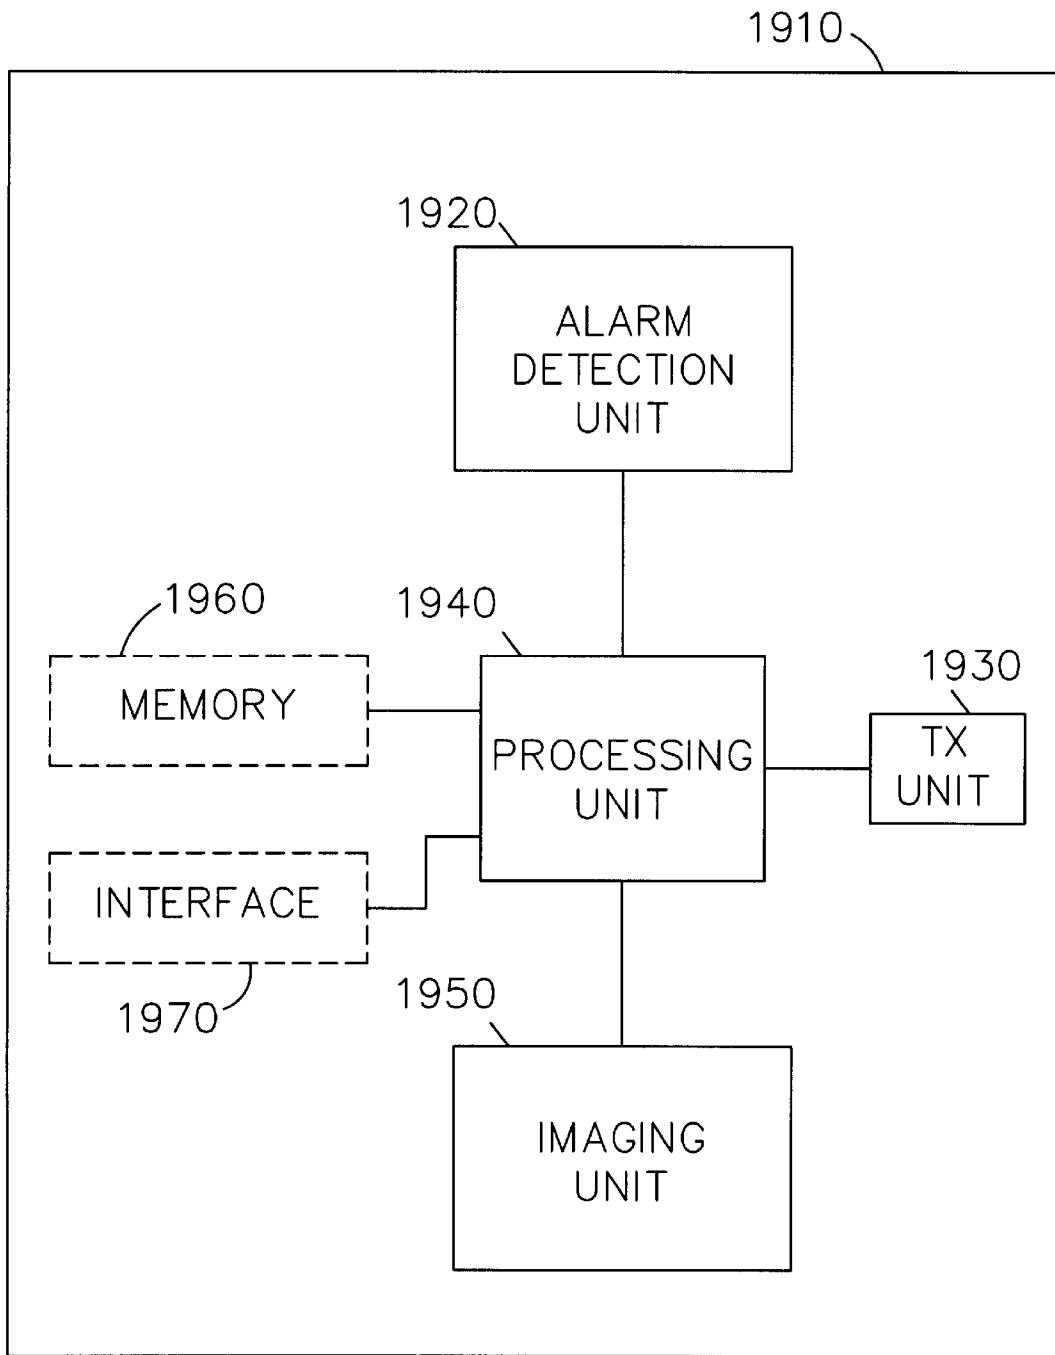 1910
1920
ALARM
DETECTION
UNIT
1960
1940
1930
MEMORY
PROCESSING
UNIT
TX
UNIT
INTERFACE
1970
1950
IMAGING
UNIT